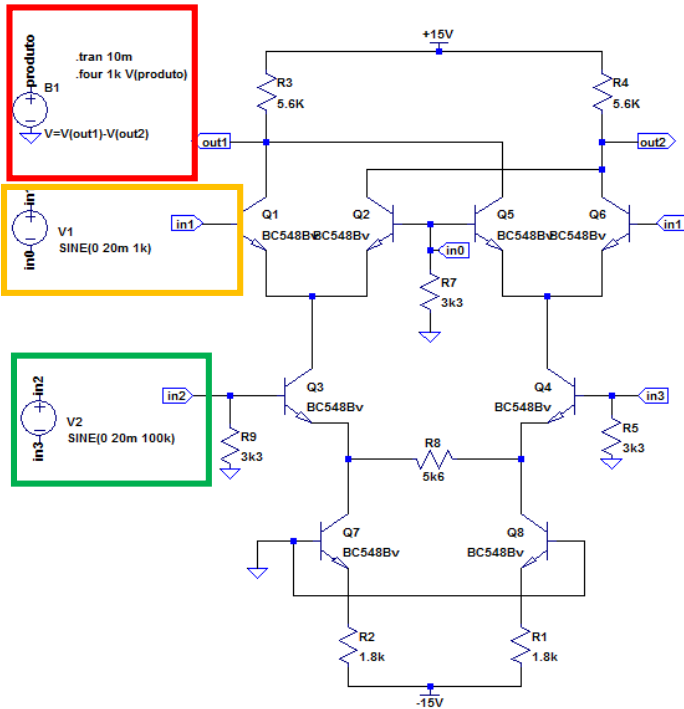 +15V
produto
.tran 10m
.four 1k V(produto)
B1
V=V(out1)-V(out2)
R3
5.6K
R4
5.6K
out1
out2
V1
SINE(0 20m 1k)
in0
in1
Q1
BC548Bv
Q2
BC548Bv
Q5
BC548Bv
Q6
BC548Bv
in1
in0
R7
3k3
in2
V2
in3
SINE(0 20m 100k)
in2
Q3
BC548Bv
Q4
BC548Bv
in3
R9
3k3
R8
5k6
R5
3k3
Q7
BC548Bv
Q8
BC548Bv
R2
1.8k
R1
1.8k
-15V